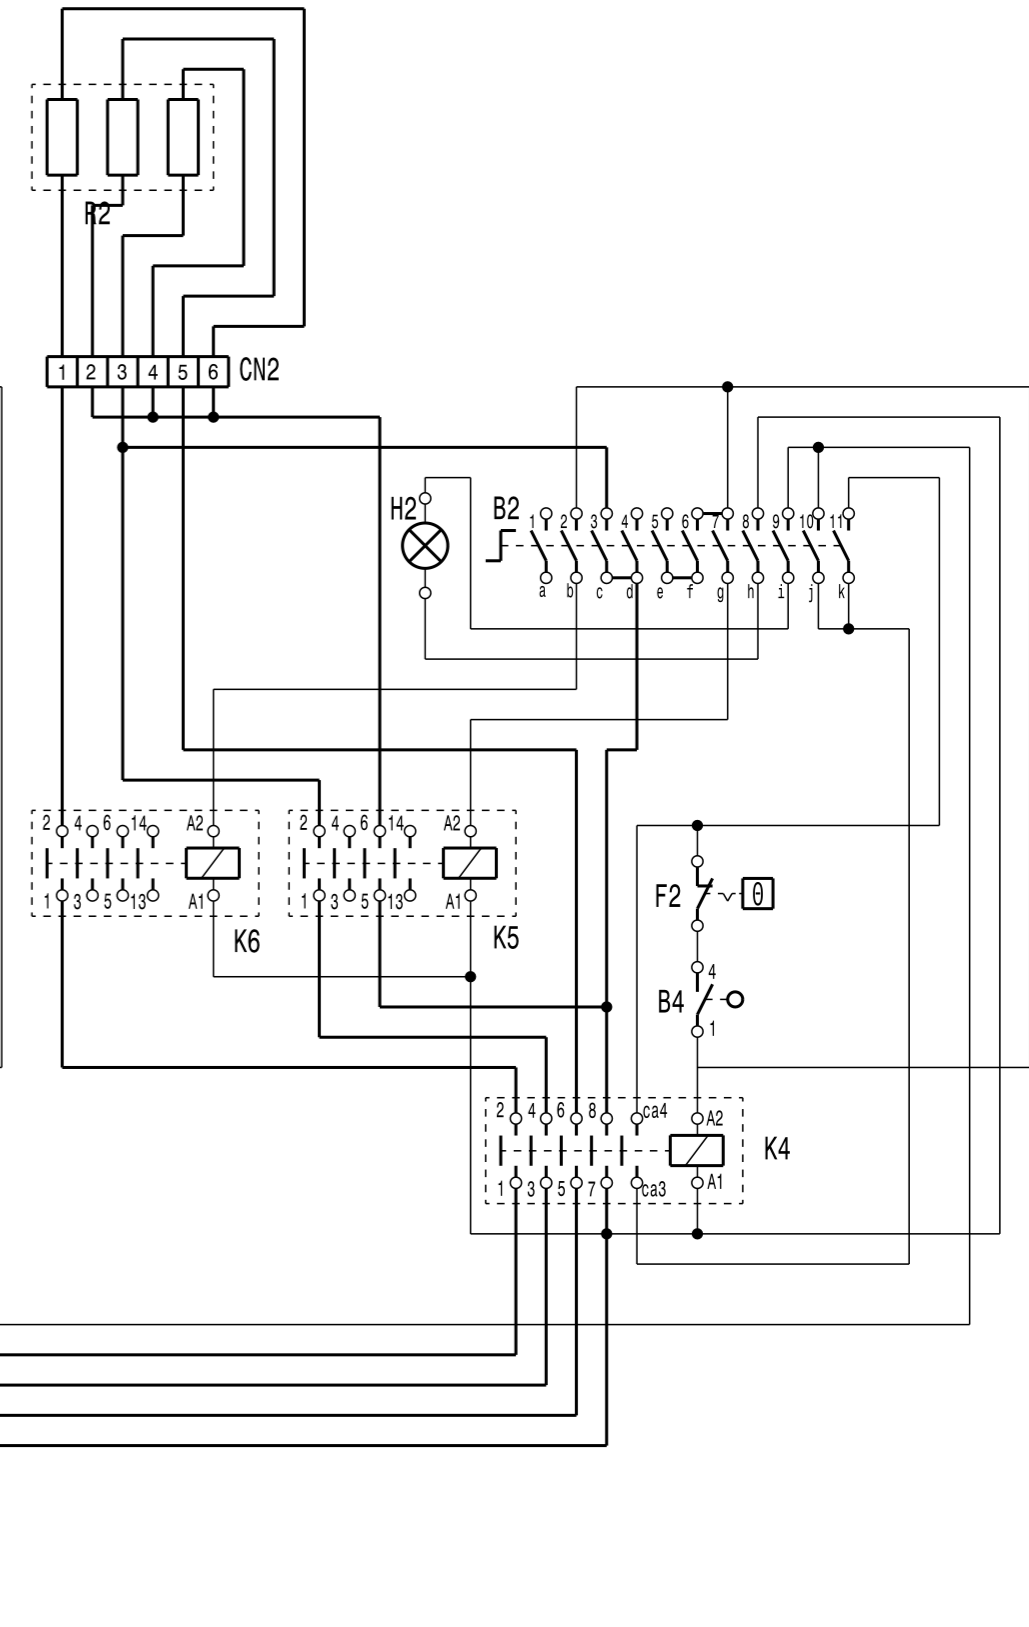 R2
1 2 3 4 5 6 CN2
H2 B2 1 2 3 4 5 6 7 8 9 10 11
a b c d e f g h i j k
2 4 6 14 A2 2 4 6 14 A2
F2 θ
1 3 5 13 A1 1 3 5 13 A1
K6 K5
4
B4
1
2 4 6 8 ca4 A2
K4
1 3 5 7 ca3 A1